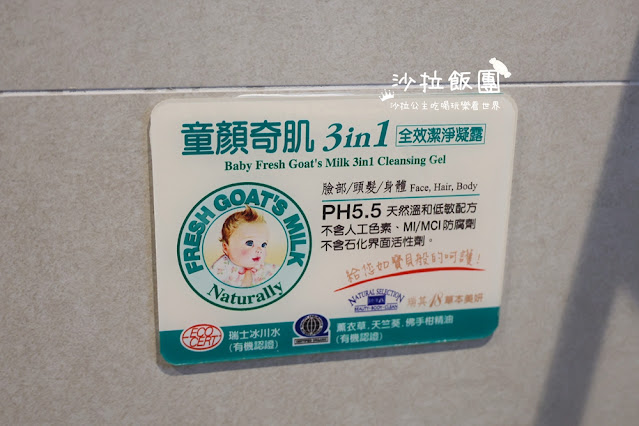 沙拉飯團
沙拉公主吃喝玩樂看世界
童顏奇肌 3in1 全效潔淨凝露
Baby Fresh Goat's Milk 3in1 Cleansing Gel
FRESH GOAT'S MILK
Naturally
臉部/頭髮/身體 Face, Hair, Body
PH5.5 天然溫和低敏配方
不含人工色素、MI/MCI防腐劑
不含石化界面活性劑。
給您如寶貝般的呵護!
NATURAL SELECTION
BEAUTY·BODY·CLEAN
草本美妍
ECO CERT
瑞士冰川水
(有機認證)
薰衣草,天竺葵,佛手柑精油
(有機認證)